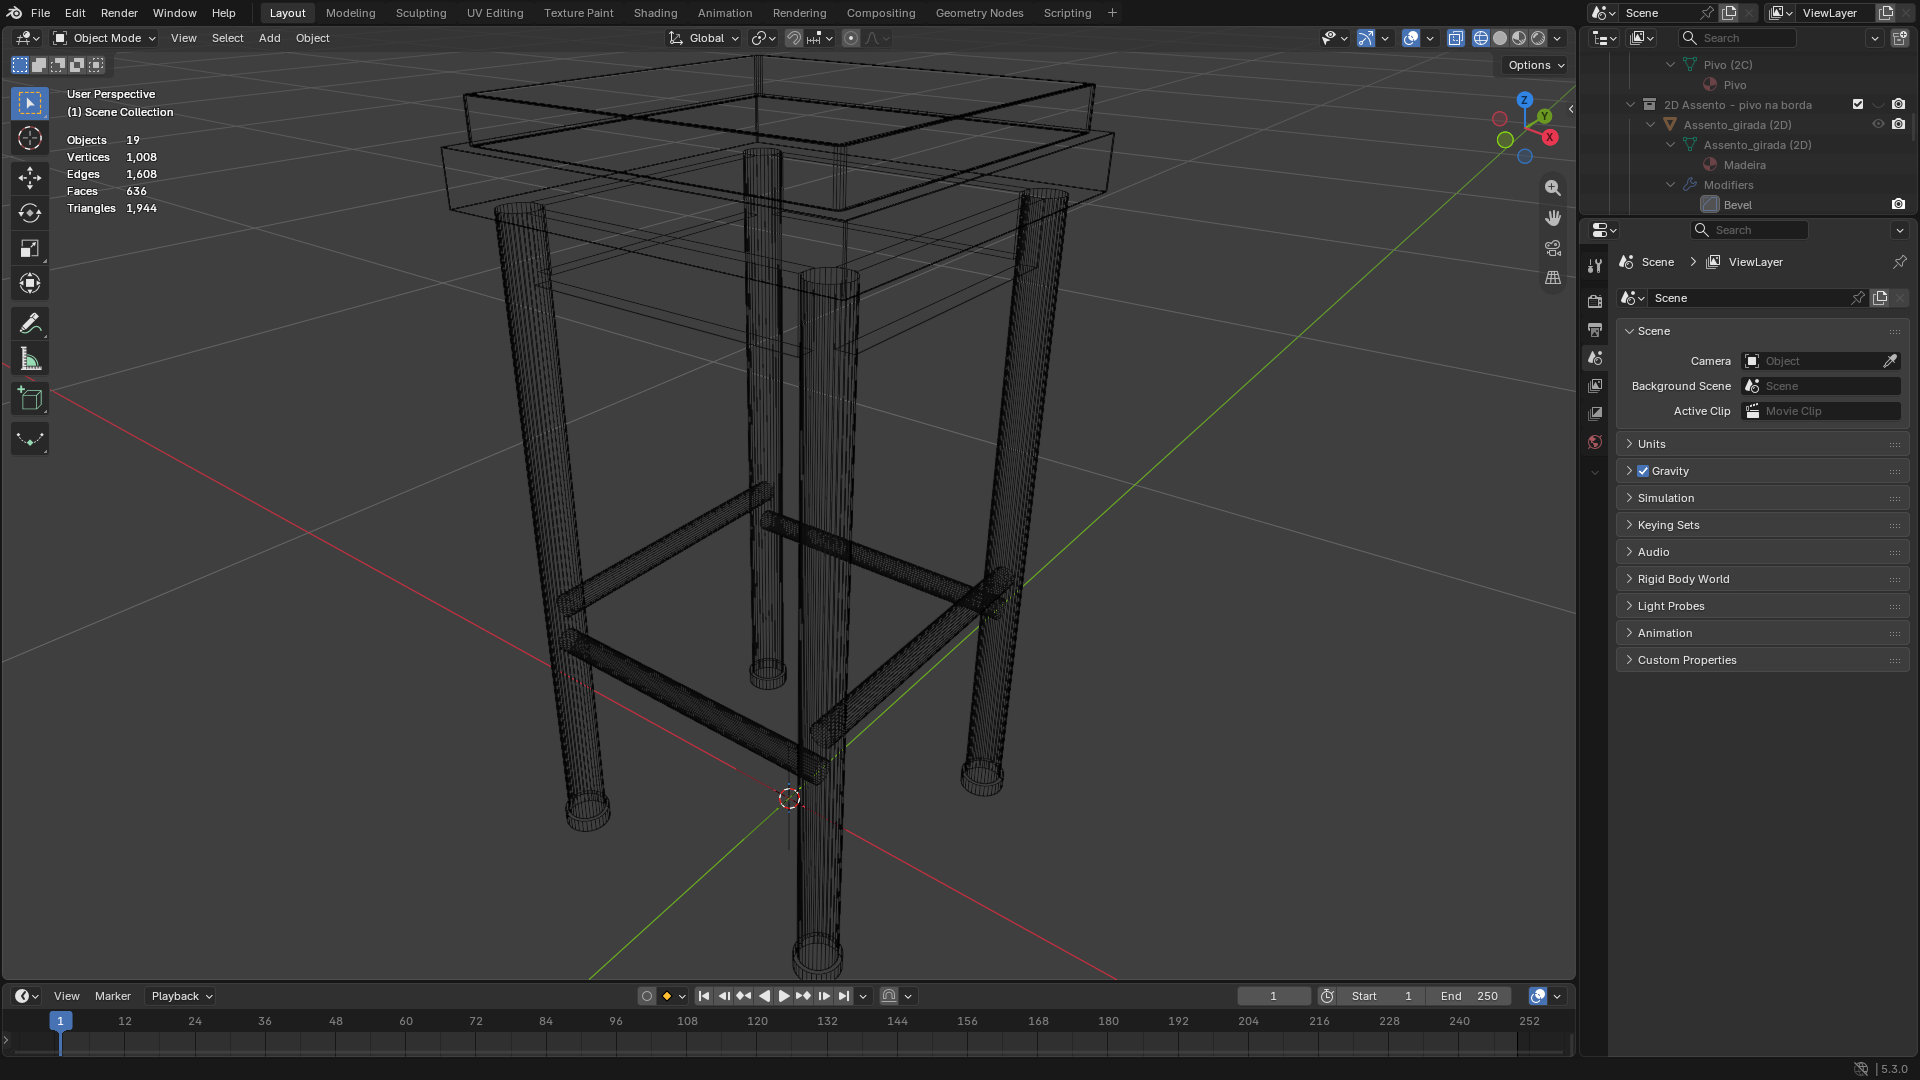 File Edit Render Window Help Layout Modeling Sculpting UV Editing Texture Paint Shading Animation Rendering Compositing Geometry Nodes Scripting + Scene ViewLayer
Object Mode View Select Add Object Global Search
Options
User Perspective
(1) Scene Collection
Objects 19
Vertices 1,008
Edges 1,608
Faces 636
Triangles 1,944
Z
Y
X
Pivo (2C)
Pivo
2D Assento - pivo na borda
Assento_girada (2D)
Assento_girada (2D)
Madeira
Modifiers
Bevel
Search
Scene > ViewLayer
Scene
Scene
Camera Object
Background Scene Scene
Active Clip Movie Clip
Units
Gravity
Simulation
Keying Sets
Audio
Rigid Body World
Light Probes
Animation
Custom Properties
View Marker Playback 1 Start 1 End 250
1 12 24 36 48 60 72 84 96 108 120 132 144 156 168 180 192 204 216 228 240 252
5.3.0